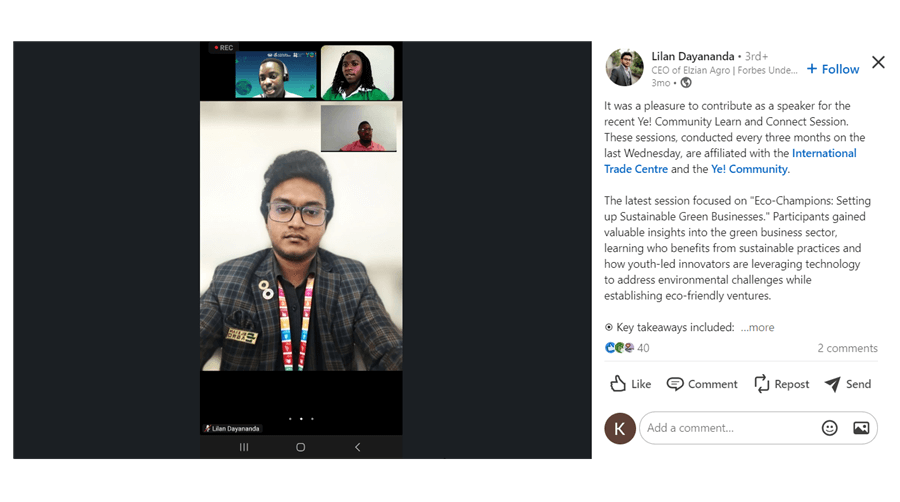 REC
Lilan Dayananda
Lilan Dayananda • 3rd+
CEO of Elzian Agro | Forbes Unde...
3mo •
+ Follow
It was a pleasure to contribute as a speaker for the
recent Ye! Community Learn and Connect Session.
These sessions, conducted every three months on the
last Wednesday, are affiliated with the International
Trade Centre and the Ye! Community.
The latest session focused on "Eco-Champions: Setting
up Sustainable Green Businesses." Participants gained
valuable insights into the green business sector,
learning who benefits from sustainable practices and
how youth-led innovators are leveraging technology
to address environmental challenges while
establishing eco-friendly ventures.
Key takeaways included: ...more
40
2 comments
Like
Comment
Repost
Send
K
Add a comment...